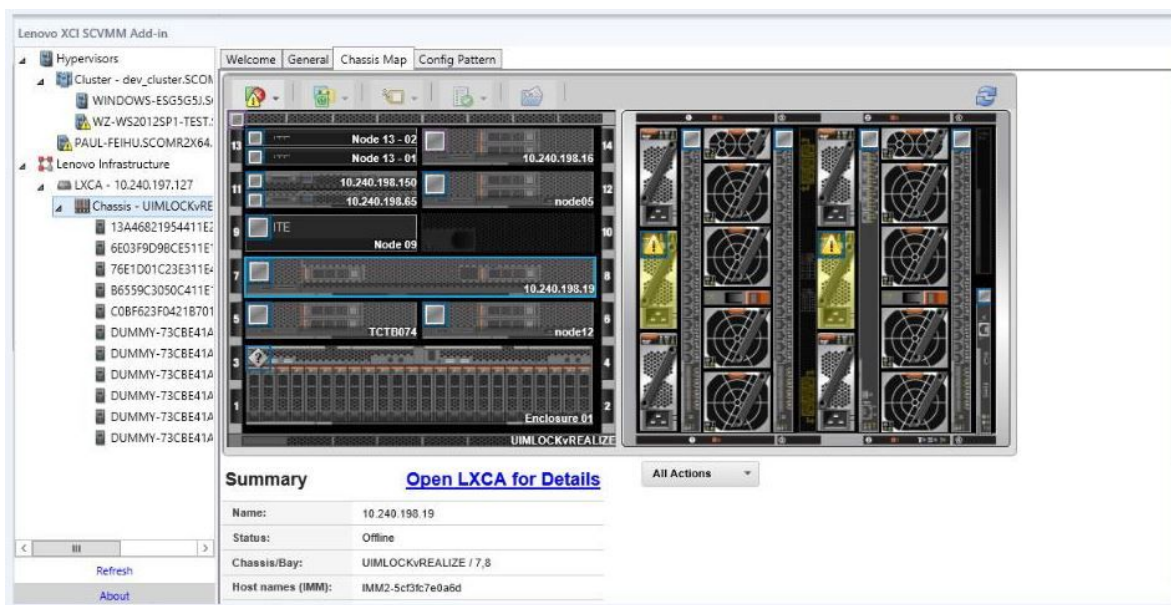 Lenovo XCI SCVMM Add-in
Hypervisors
Cluster - dev_cluster.SCOM
WINDOWS-ESG5G5J.S
WZ-WS2012SP1-TEST.
PAUL-FEIHU.SCOMR2X64.
Lenovo Infrastructure
LXCA - 10.240.197.127
Chassis - UIMLOCKvRE
13A46821954411E2
6E03F9D98CE511E
76E1D01C23E311E
B6559C3050C411E
C0BF623F0421B701
DUMMY-73CBE41A
DUMMY-73CBE41A
DUMMY-73CBE41A
DUMMY-73CBE41A
DUMMY-73CBE41A
DUMMY-73CBE41A
Refresh
About
Welcome General Chassis Map Config Pattern
13 Node 13 - 02 14
Node 13 - 01 10.240.198.16
11 10.240.198.150 12
10.240.198.65 node05
9 ITE 10
Node 09
7 8
10.240.198.19
5 6
TCTB074 node12
3 ? 4
1 2
Enclosure 01
UIMLOCKvREALIZE
Summary Open LXCA for Details All Actions
Name: 10.240.198.19
Status: Offline
Chassis/Bay: UIMLOCKvREALIZE / 7,8
Host names (IMM): IMM2-5cf3fc7e0a6d